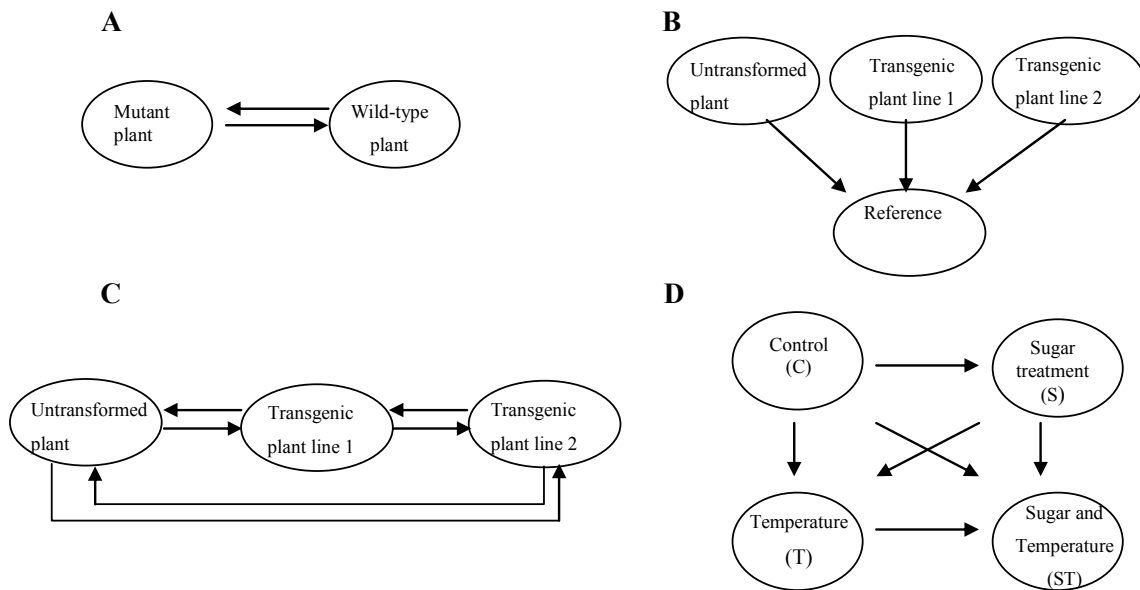 A
Mutant
plant
Wild-type
plant
B
Untransformed
plant
Transgenic
plant line 1
Transgenic
plant line 2
Reference
C
Untransformed
plant
Transgenic
plant line 1
Transgenic
plant line 2
D
Control
(C)
Sugar
treatment
(S)
Temperature
(T)
Sugar and
Temperature
(ST)